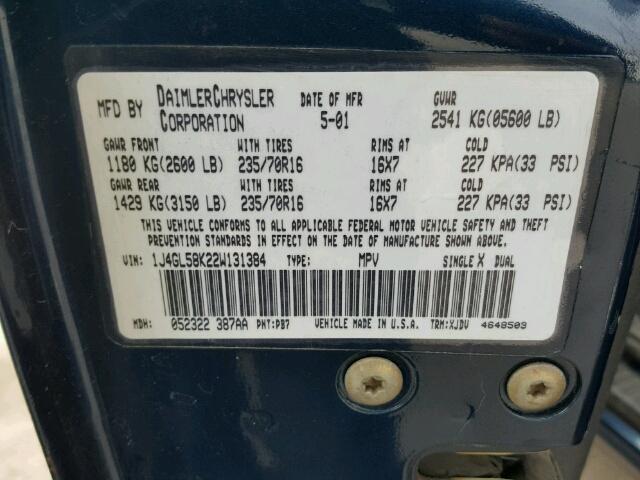 MFD BY DAIMLERCHRYSLER CORPORATION DATE OF MFR 5-01 GVWR 2541 KG(05600 LB)
GAWR FRONT WITH TIRES RIMS AT COLD
1180 KG(2600 LB) 235/70R16 16X7 227 KPA(33 PSI)
GAWR REAR WITH TIRES RIMS AT COLD
1429 KG(3150 LB) 235/70R16 16X7 227 KPA(33 PSI)
THIS VEHICLE CONFORMS TO ALL APPLICABLE FEDERAL MOTOR VEHICLE SAFETY AND THEFT
PREVENTION STANDARDS IN EFFECT ON THE DATE OF MANUFACTURE SHOWN ABOVE.
VIN: 1J4GL58K22W131384 TYPE: MPV SINGLE X DUAL
MDH: 052322 387AA PNT:PB7 VEHICLE MADE IN U.S.A. TRM:XJDV 4648503